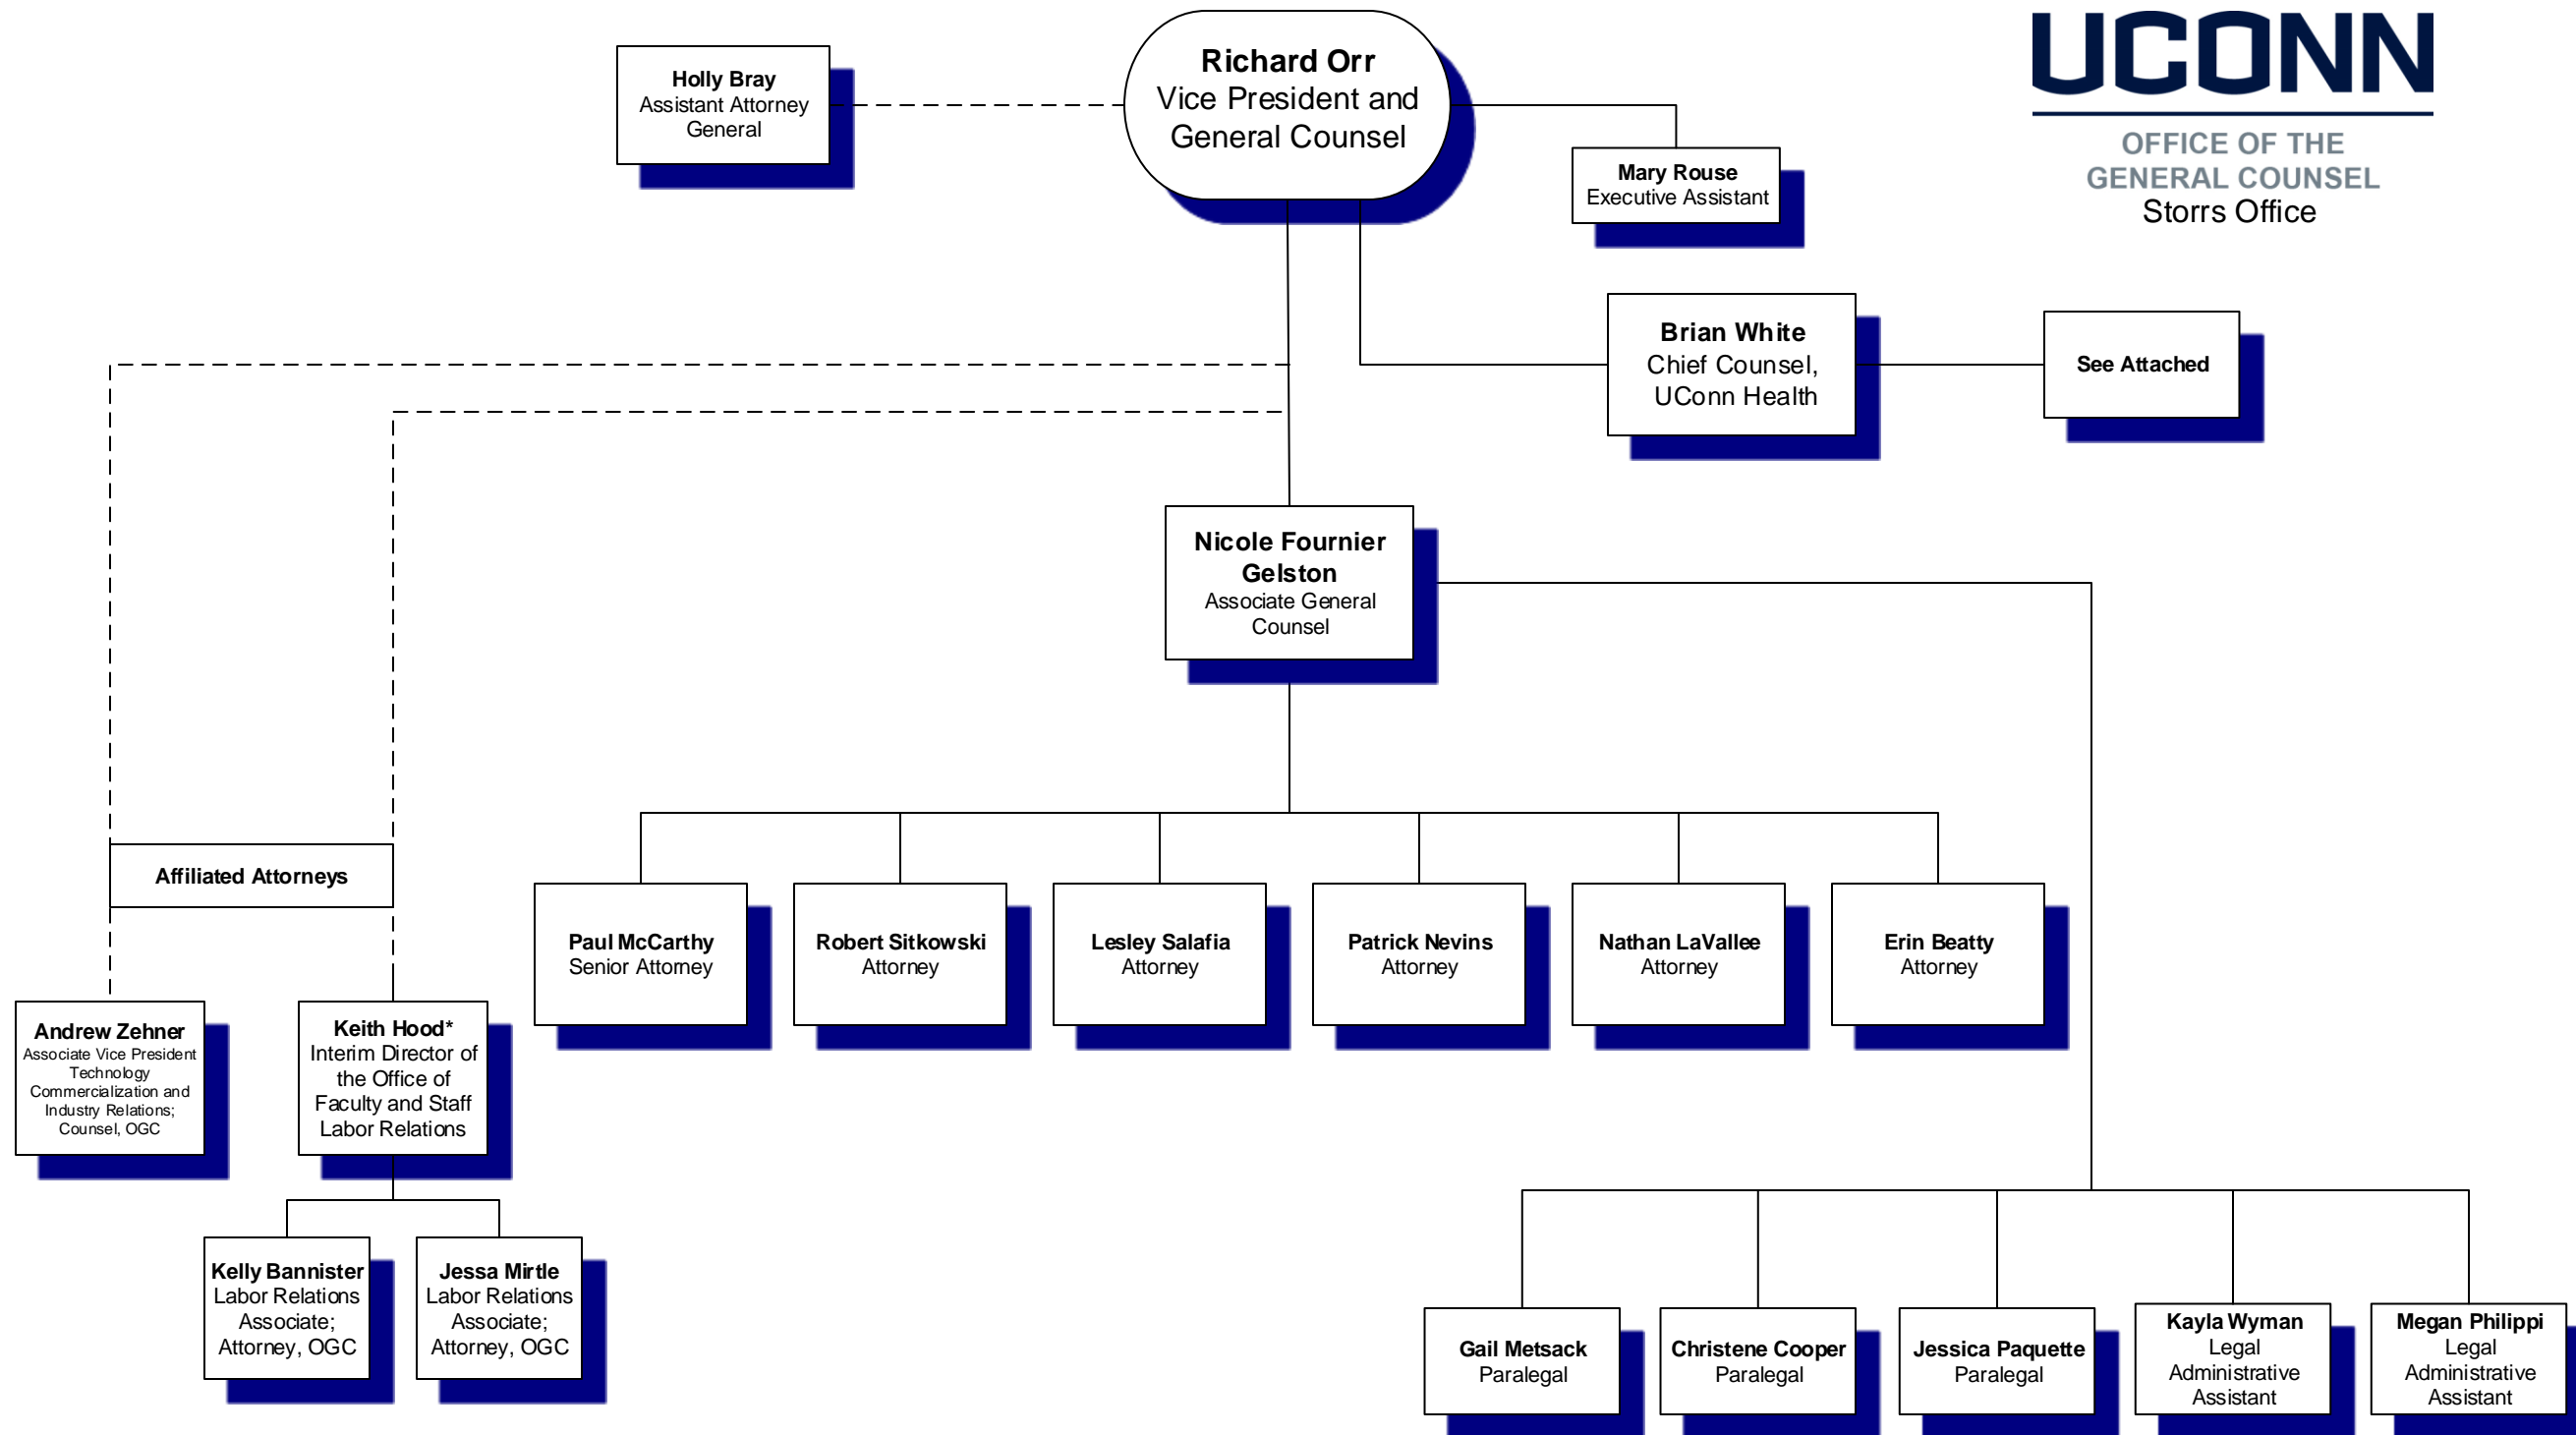 UCONN
OFFICE OF THE
GENERAL COUNSEL
Storrs Office
Richard Orr
Vice President and
General Counsel
Holly Bray
Assistant Attorney
General
Mary Rouse
Executive Assistant
Brian White
Chief Counsel,
UConn Health
See Attached
Nicole Fournier
Gelston
Associate General
Counsel
Affiliated Attorneys
Paul McCarthy
Senior Attorney
Robert Sitkowski
Attorney
Lesley Salafia
Attorney
Patrick Nevins
Attorney
Nathan LaVallee
Attorney
Erin Beatty
Attorney
Andrew Zehner
Associate Vice President
Technology
Commercialization and
Industry Relations;
Counsel, OGC
Keith Hood*
Interim Director of
the Office of
Faculty and Staff
Labor Relations
Kelly Bannister
Labor Relations
Associate;
Attorney, OGC
Jessa Mirtle
Labor Relations
Associate;
Attorney, OGC
Gail Metsack
Paralegal
Christene Cooper
Paralegal
Jessica Paquette
Paralegal
Kayla Wyman
Legal
Administrative
Assistant
Megan Philippi
Legal
Administrative
Assistant